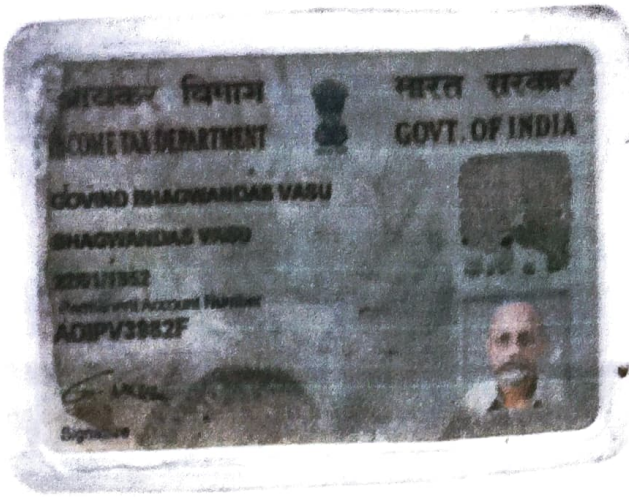 आयकर विभाग
भारत सरकार
INCOME TAX DEPARTMENT
GOVT. OF INDIA
GOVIND BHAGWANDAS VASU
BHAGWANDAS VASU
Permanent Account Number
Signature